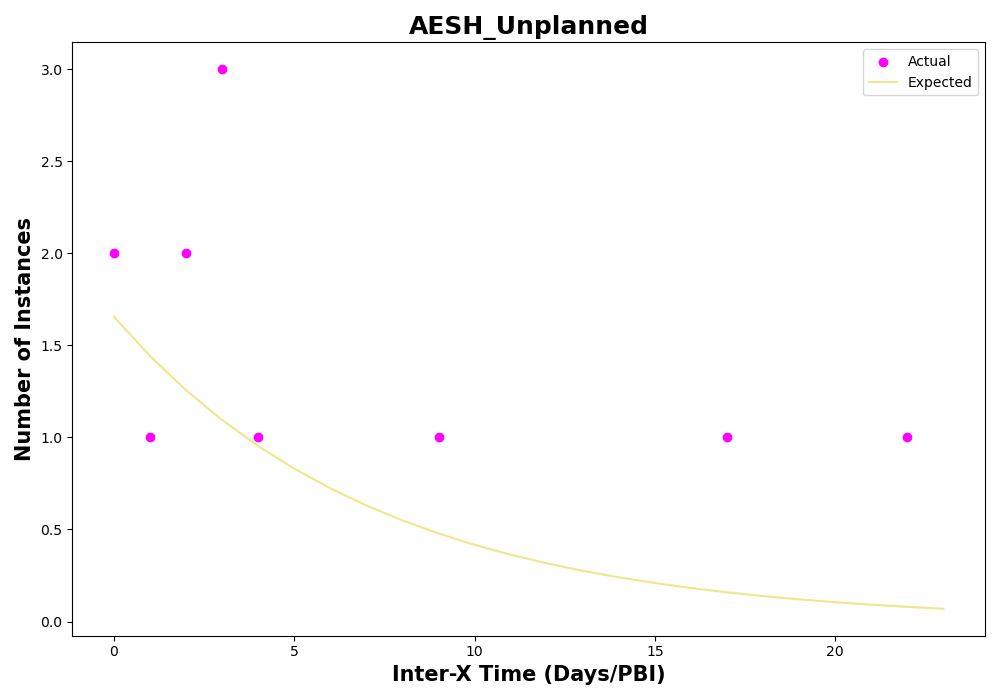 AESH_Unplanned
Actual
Expected
Number of Instances
3.0
2.5
2.0
1.5
1.0
0.5
0.0
0
5
10
15
20
Inter-X Time (Days/PBI)